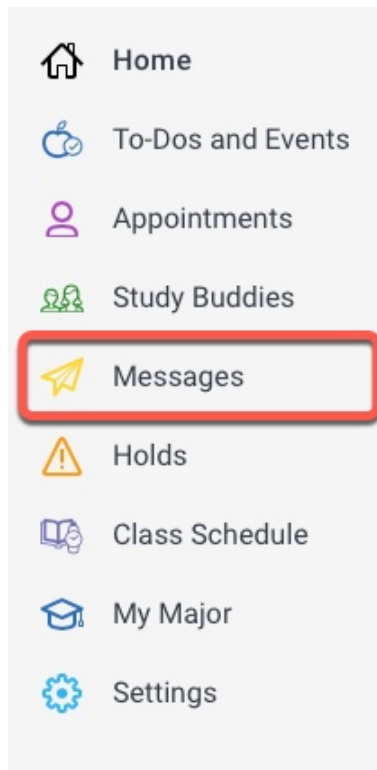 Home
To-Dos and Events
Appointments
Study Buddies
Messages
Holds
Class Schedule
My Major
Settings